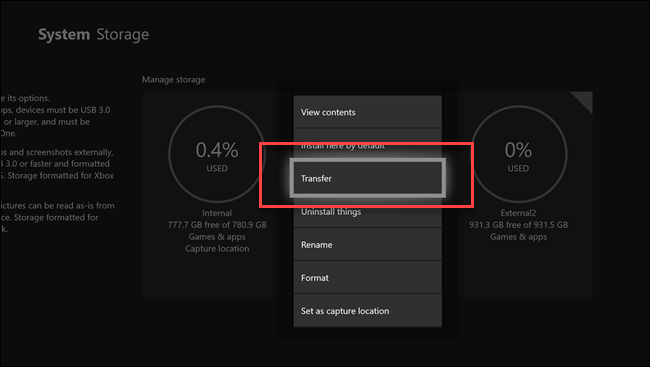 System Storage
e its options.
ps, devices must be USB 3.0
or larger, and must be
One.
os and screenshots externally,
3.0 or faster and formatted
S. Storage formatted for Xbox
ictures can be read as-is from
ce. Storage formatted for
k.
Manage storage
0.4%
USED
Internal
777.7 GB free of 780.9 GB
Games & apps
Capture location
View contents
Install here by default
Transfer
Uninstall things
Rename
Format
Set as capture location
0%
USED
External2
931.3 GB free of 931.5 GB
Games & apps